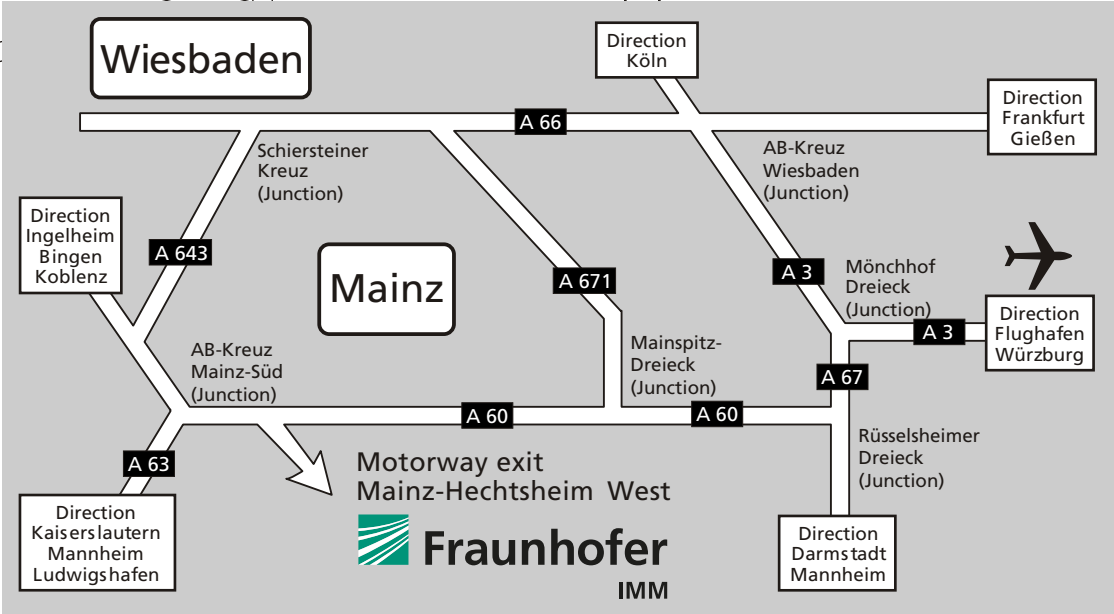 Wiesbaden
Direction
Köln
A 66
Direction
Frankfurt
Gießen
Schiersteiner
Kreuz
(Junction)
AB-Kreuz
Wiesbaden
(Junction)
Direction
Ingelheim
Bingen
Koblenz
A 643
Mainz
A 671
A 3
Mönchhof
Dreieck
(Junction)
A 3
Direction
Flughafen
Würzburg
AB-Kreuz
Mainz-Süd
(Junction)
Mainspitz-
Dreieck
(Junction)
A 67
A 60
A 60
A 63
Motorway exit
Mainz-Hechtsheim West
Rüsselsheimer
Dreieck
(Junction)
Direction
Kaiserslautern
Mannheim
Ludwigshafen
Fraunhofer
IMM
Direction
Darmstadt
Mannheim